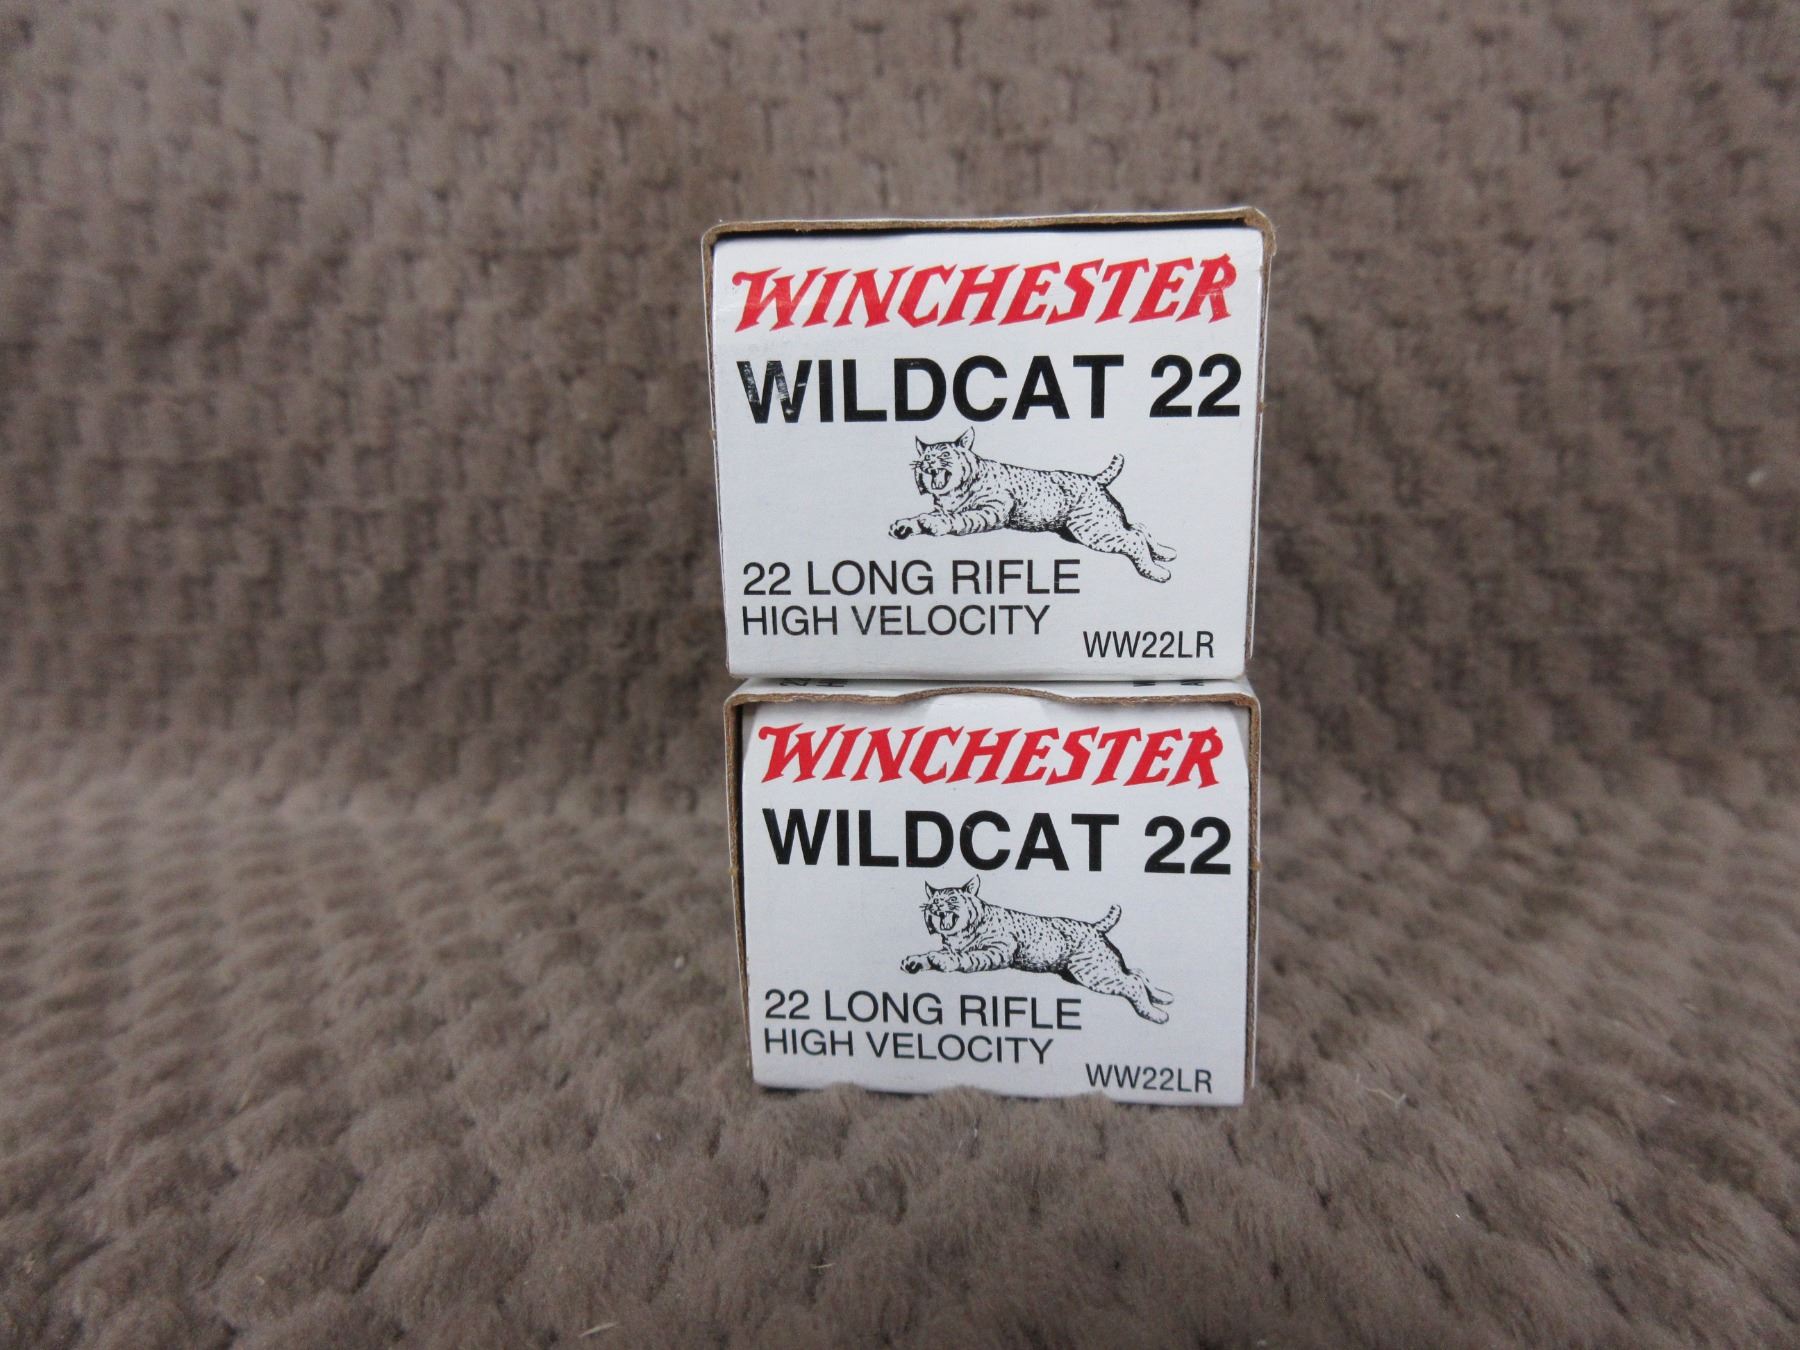 WINCHESTER
WILDCAT 22
22 LONG RIFLE
HIGH VELOCITY
WW22LR
WINCHESTER
WILDCAT 22
22 LONG RIFLE
HIGH VELOCITY
WW22LR